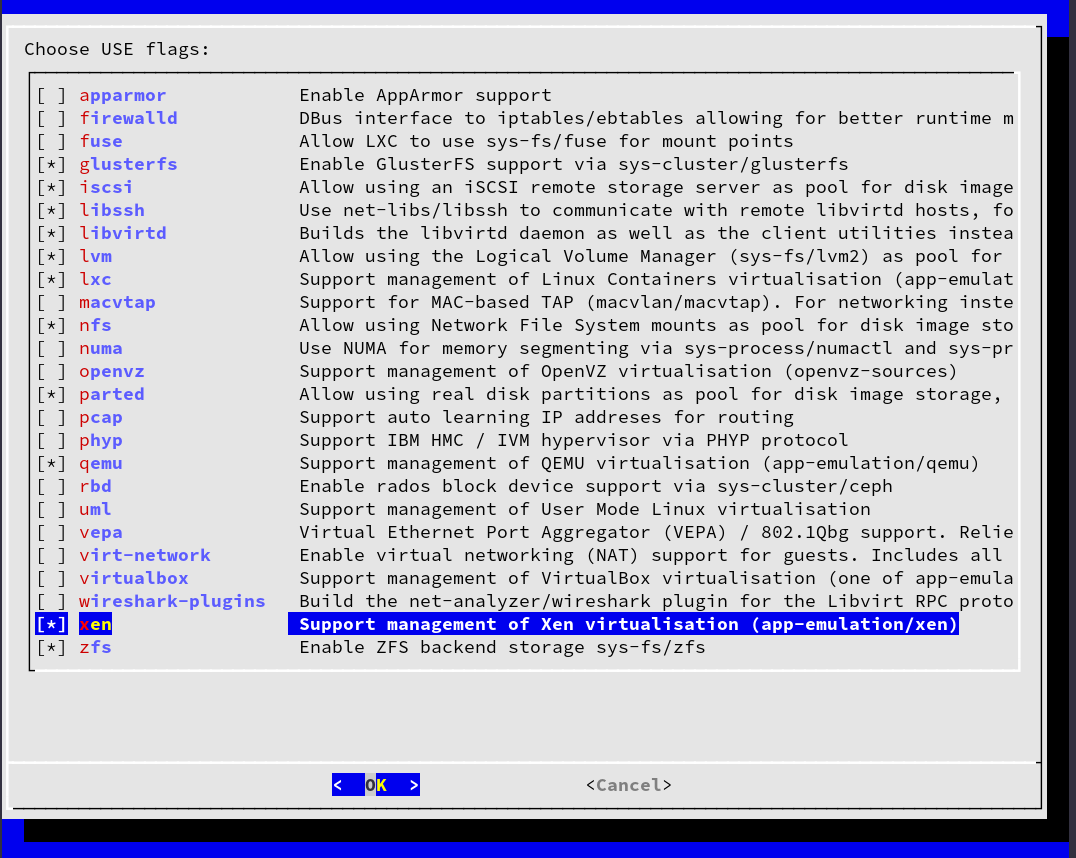 Choose USE flags:
[ ] apparmor Enable AppArmor support
[ ] firewalld DBus interface to iptables/ebtables allowing for better runtime m
[ ] fuse Allow LXC to use sys-fs/fuse for mount points
[*] glusterfs Enable GlusterFS support via sys-cluster/glusterfs
[*] iscsi Allow using an iSCSI remote storage server as pool for disk image
[*] libssh Use net-libs/libssh to communicate with remote libvirtd hosts, fo
[*] libvirtd Builds the libvirtd daemon as well as the client utilities instea
[*] lvm Allow using the Logical Volume Manager (sys-fs/lvm2) as pool for
[*] lxc Support management of Linux Containers virtualisation (app-emulat
[ ] macvtap Support for MAC-based TAP (macvlan/macvtap). For networking inste
[*] nfs Allow using Network File System mounts as pool for disk image sto
[ ] numa Use NUMA for memory segmenting via sys-process/numactl and sys-pr
[ ] openvz Support management of OpenVZ virtualisation (openvz-sources)
[*] parted Allow using real disk partitions as pool for disk image storage,
[ ] pcap Support auto learning IP addreses for routing
[ ] phyp Support IBM HMC / IVM hypervisor via PHYP protocol
[*] qemu Support management of QEMU virtualisation (app-emulation/qemu)
[ ] rbd Enable rados block device support via sys-cluster/ceph
[ ] uml Support management of User Mode Linux virtualisation
[ ] vepa Virtual Ethernet Port Aggregator (VEPA) / 802.1Qbg support. Relie
[ ] virt-network Enable virtual networking (NAT) support for guests. Includes all
[ ] virtualbox Support management of VirtualBox virtualisation (one of app-emula
[ ] wireshark-plugins Build the net-analyzer/wireshark plugin for the Libvirt RPC proto
[*] xen Support management of Xen virtualisation (app-emulation/xen)
[*] zfs Enable ZFS backend storage sys-fs/zfs
< OK > <Cancel>